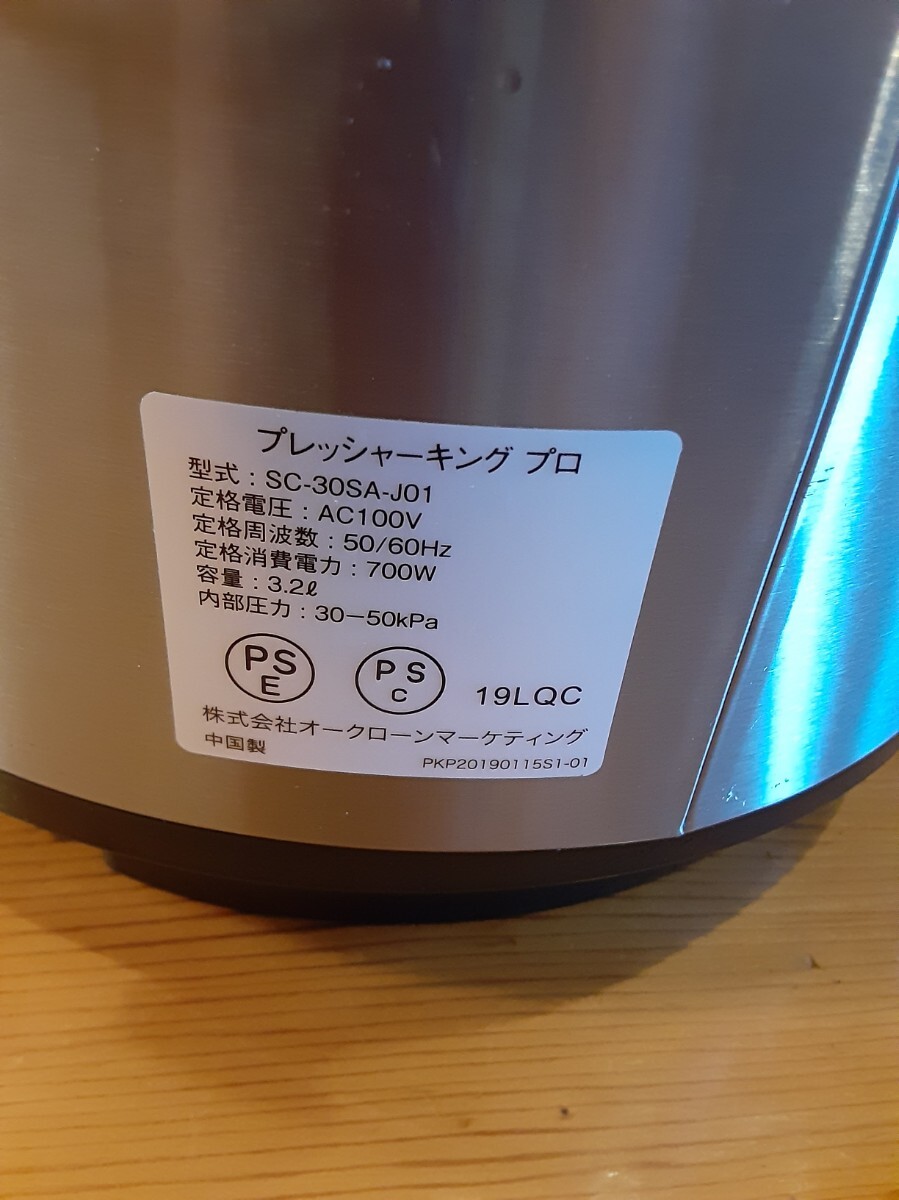 プレッシャーキング プロ
型式：SC-30SA-J01
定格電圧：AC100V
定格周波数：50/60Hz
定格消費電力：700W
容量：3.2ℓ
内部圧力：30－50kPa
PS E PS C 19LQC
株式会社オークローンマーケティング
中国製 PKP20190115S1-01